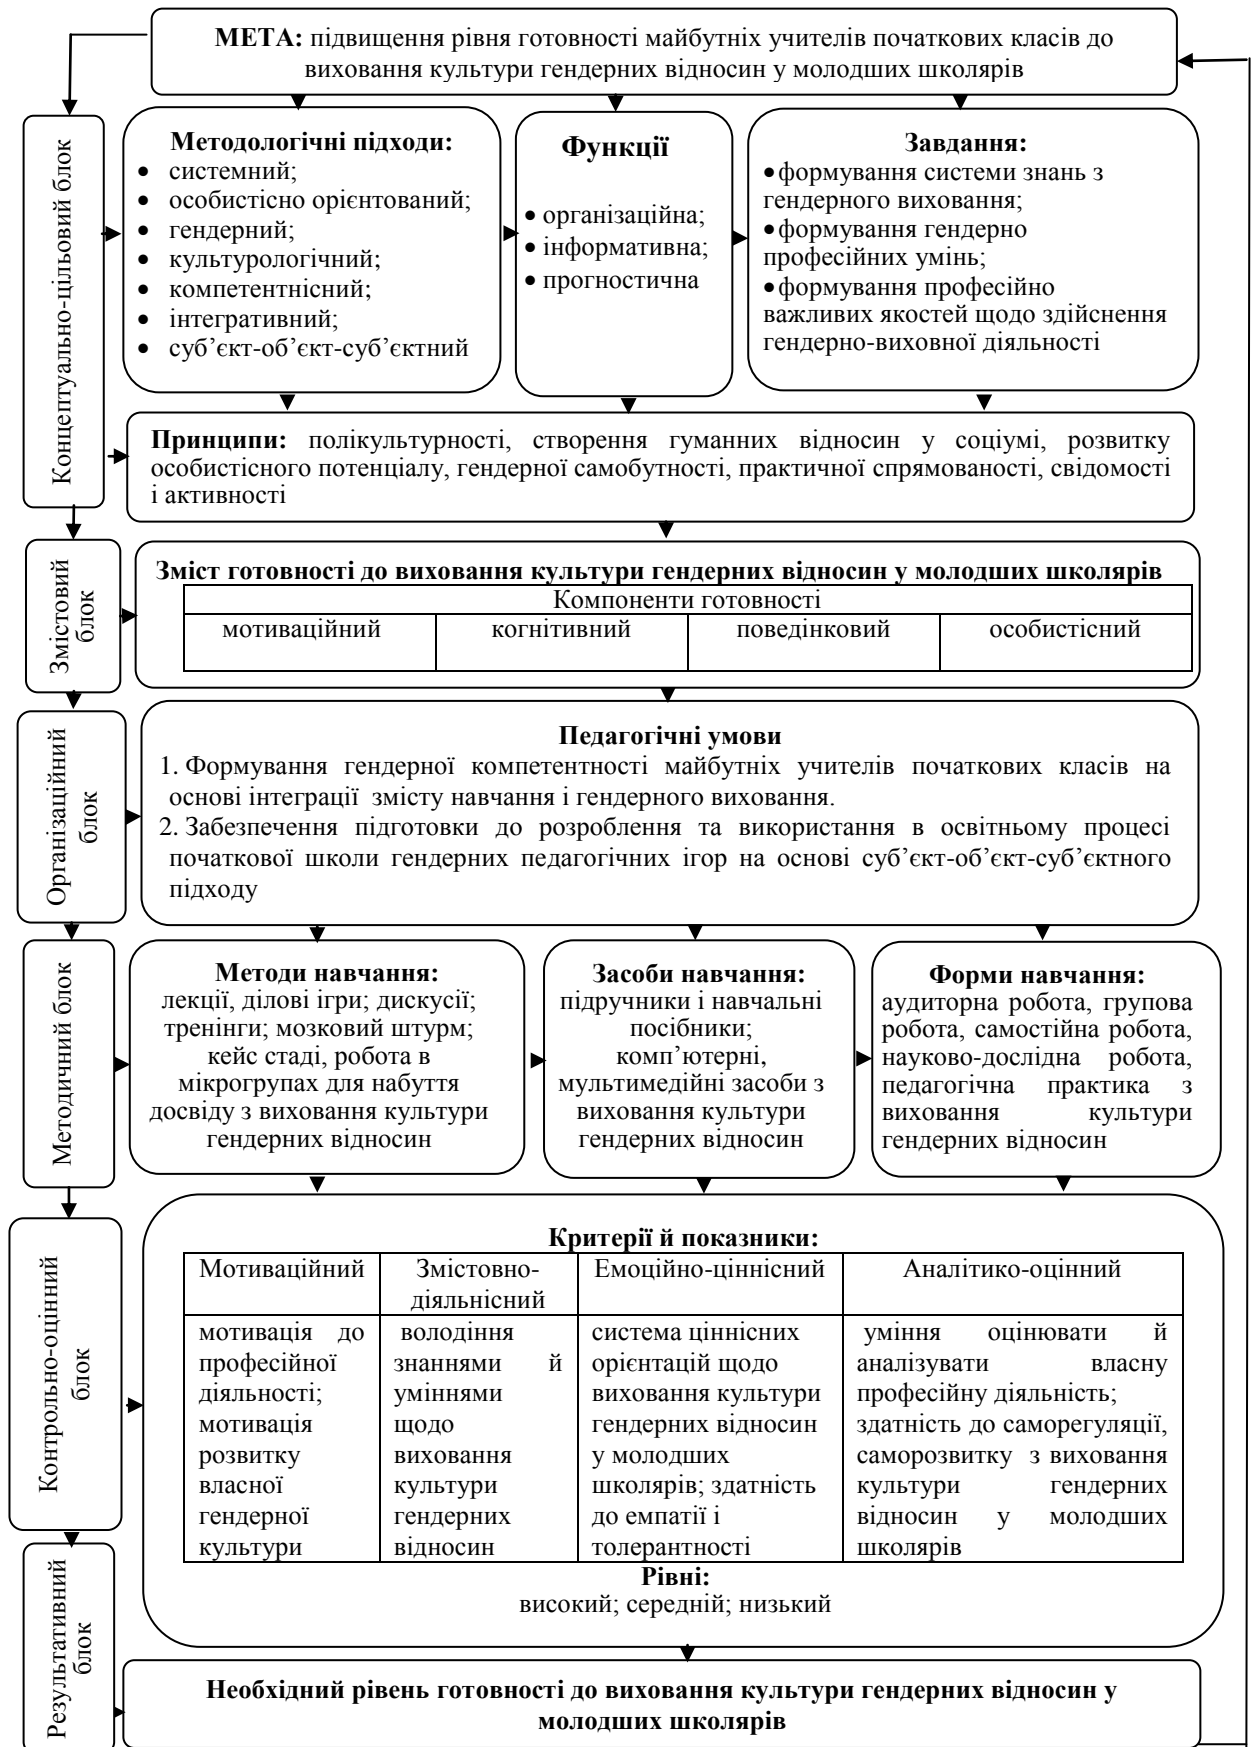 МЕТА: підвищення рівня готовності майбутніх учителів початкових класів до
виховання культури гендерних відносин у молодших школярів
Концептуально-цільовий блок
Методологічні підходи:
• системний;
• особистісно орієнтований;
• гендерний;
• культурологічний;
• компетентнісний;
• інтегративний;
• суб’єкт-об’єкт-суб’єктний
Функції
• організаційна;
• інформативна;
• прогностична
Завдання:
•формування системи знань з
гендерного виховання;
•формування гендерно
професійних умінь;
•формування професійно
важливих якостей щодо здійснення
гендерно-виховної діяльності
Принципи: полікультурності, створення гуманних відносин у соціумі, розвитку
особистісного потенціалу, гендерної самобутності, практичної спрямованості, свідомості
і активності
Змістовий
блок
Зміст готовності до виховання культури гендерних відносин у молодших школярів
Компоненти готовності
мотиваційний
когнітивний
поведінковий
особистісний
Організаційний
блок
Педагогічні умови
1. Формування гендерної компетентності майбутніх учителів початкових класів на
основі інтеграції змісту навчання і гендерного виховання.
2. Забезпечення підготовки до розроблення та використання в освітньому процесі
початкової школи гендерних педагогічних ігор на основі суб’єкт-об’єкт-суб’єктного
підходу
Методичний блок
Методи навчання:
лекції, ділові ігри; дискусії;
тренінги; мозковий штурм;
кейс стаді, робота в
мікрогрупах для набуття
досвіду з виховання культури
гендерних відносин
Засоби навчання:
підручники і навчальні
посібники;
комп’ютерні,
мультимедійні засоби з
виховання культури
гендерних відносин
Форми навчання:
аудиторна робота, групова
робота, самостійна робота,
науково-дослідна робота,
педагогічна практика з
виховання культури
гендерних відносин
Контрольно-оцінний
блок
Критерії й показники:
Мотиваційний
Змістовно-
діяльнісний
Емоційно-ціннісний
Аналітико-оцінний
мотивація до
професійної
діяльності;
мотивація
розвитку
власної
гендерної
культури
володіння
знаннями й
уміннями
щодо
виховання
культури
гендерних
відносин
система ціннісних
орієнтацій щодо
виховання культури
гендерних відносин
у молодших
школярів; здатність
до емпатії і
толерантності
уміння оцінювати й
аналізувати власну
професійну діяльність;
здатність до саморегуляції,
саморозвитку з виховання
культури гендерних
відносин у молодших
школярів
Рівні:
високий; середній; низький
Результативний
блок
Необхідний рівень готовності до виховання культури гендерних відносин у
молодших школярів